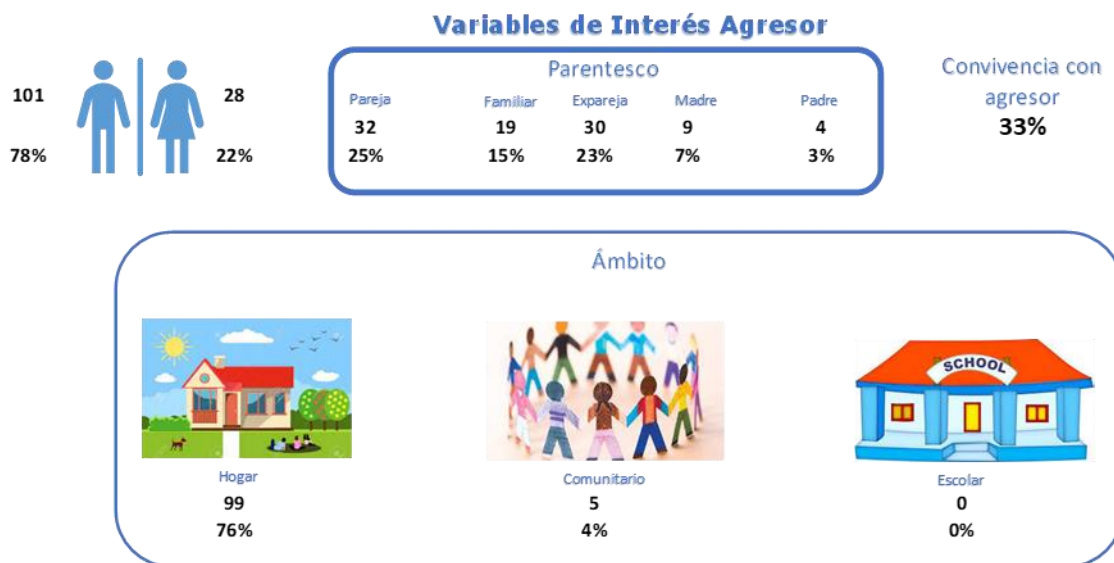 Variables de Interés Agresor
101
78%
28
22%
Parentesco
Pareja Familiar Expareja Madre Padre
32 19 30 9 4
25% 15% 23% 7% 3%
Convivencia con
agresor
33%
Ámbito
SCHOOL
Hogar Comunitario Escolar
99 5 0
76% 4% 0%